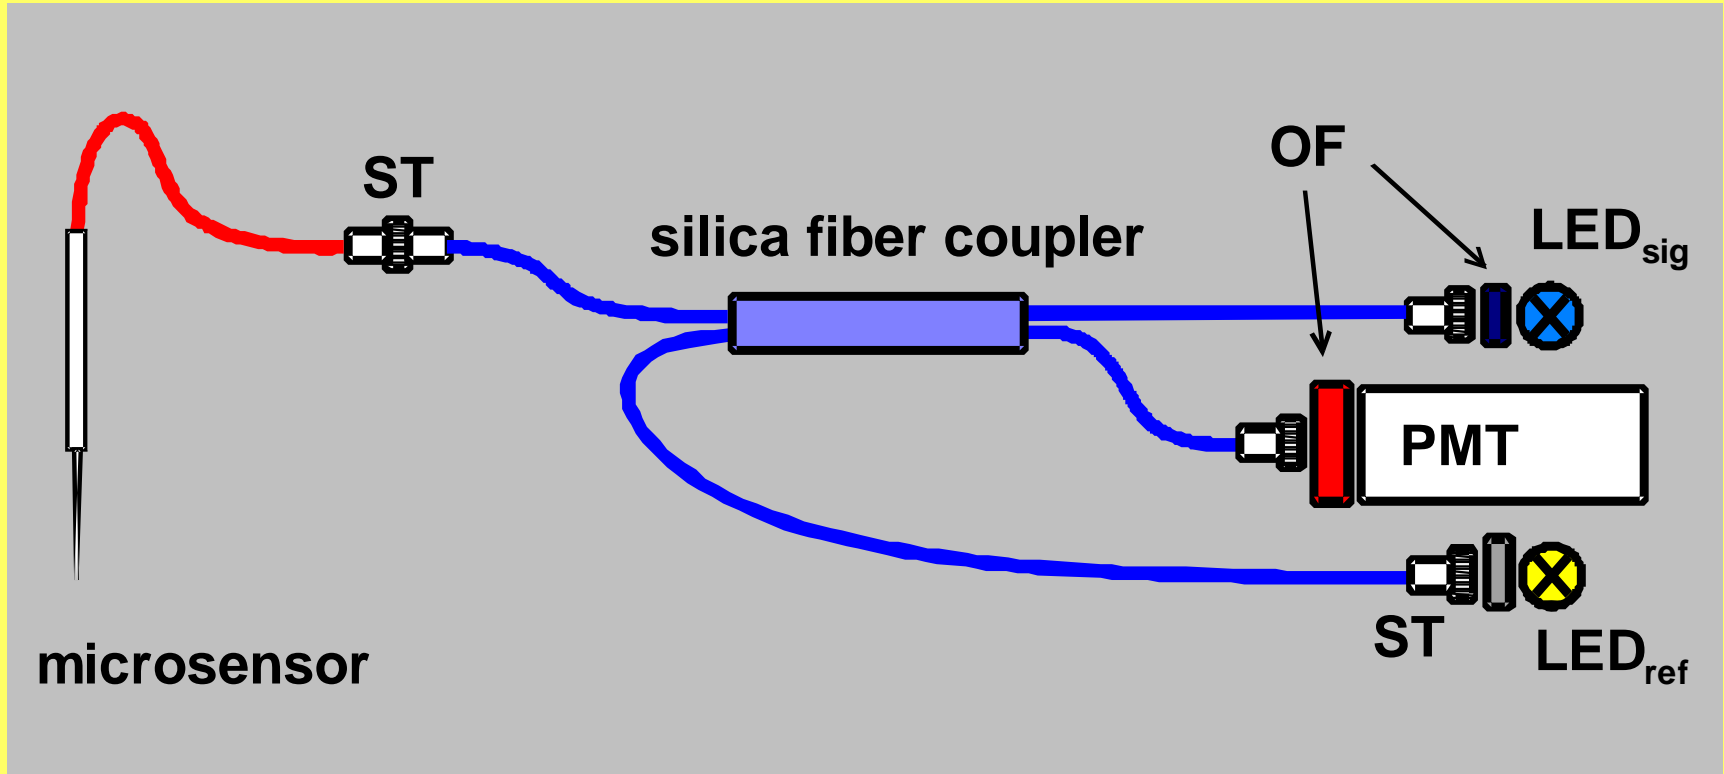 OF
ST
LEDsig
silica fiber coupler
PMT
ST
LEDref
microsensor